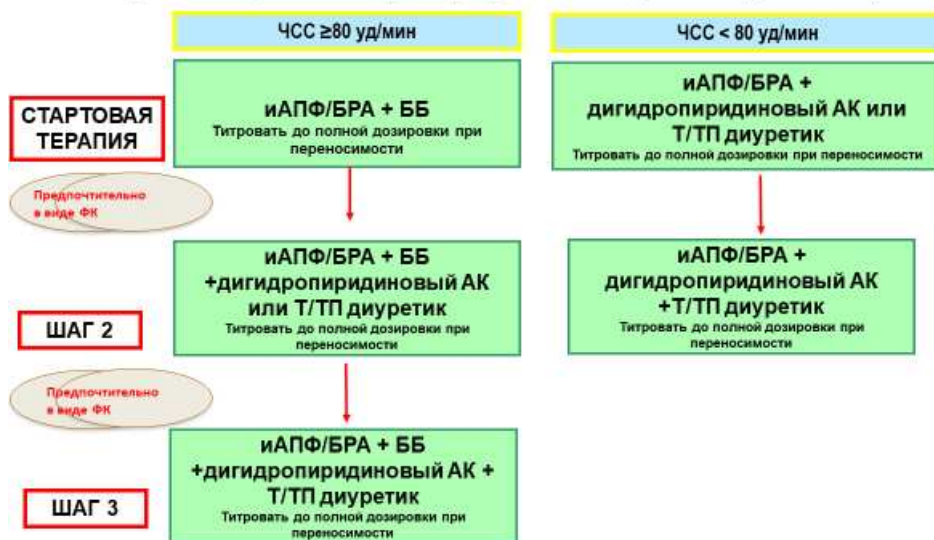 ЧСС ≥80 уд/мин
ЧСС < 80 уд/мин
СТАРТОВАЯ
ТЕРАПИЯ
иАПФ/БРА + ББ
Титровать до полной дозировки при
переносимости
иАПФ/БРА +
дигидропиридиновый АК или
Т/ТП диуретик
Титровать до полной дозировки при переносимости
Предпочтительно
в виде ФК
ШАГ 2
иАПФ/БРА + ББ
+дигидропиридиновый АК
или Т/ТП диуретик
Титровать до полной дозировки при
переносимости
иАПФ/БРА +
дигидропиридиновый АК
+Т/ТП диуретик
Титровать до полной дозировки при
переносимости
Предпочтительно
в виде ФК
ШАГ 3
иАПФ/БРА + ББ
+дигидропиридиновый АК +
Т/ТП диуретик
Титровать до полной дозировки при
переносимости